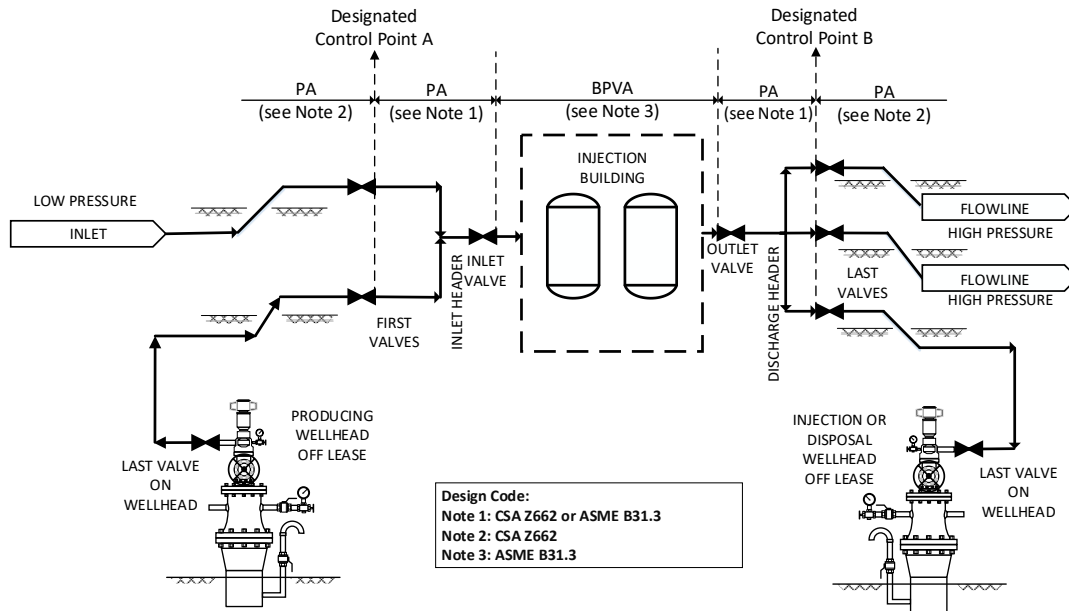 Designated
Control Point A
Designated
Control Point B
PA
(see Note 2)
PA
(see Note 1)
BPVA
(see Note 3)
PA
(see Note 1)
PA
(see Note 2)
INJECTION
BUILDING
LOW PRESSURE
INLET
FLOWLINE
HIGH PRESSURE
INLET HEADER
INLET
VALVE
OUTLET
VALVE
DISCHARGE HEADER
LAST
VALVES
FLOWLINE
HIGH PRESSURE
FIRST
VALVES
PRODUCING
WELLHEAD
OFF LEASE
LAST VALVE
ON
WELLHEAD
INJECTION OR
DISPOSAL
WELLHEAD
OFF LEASE
LAST VALVE
ON
WELLHEAD
Design Code:
Note 1: CSA Z662 or ASME B31.3
Note 2: CSA Z662
Note 3: ASME B31.3